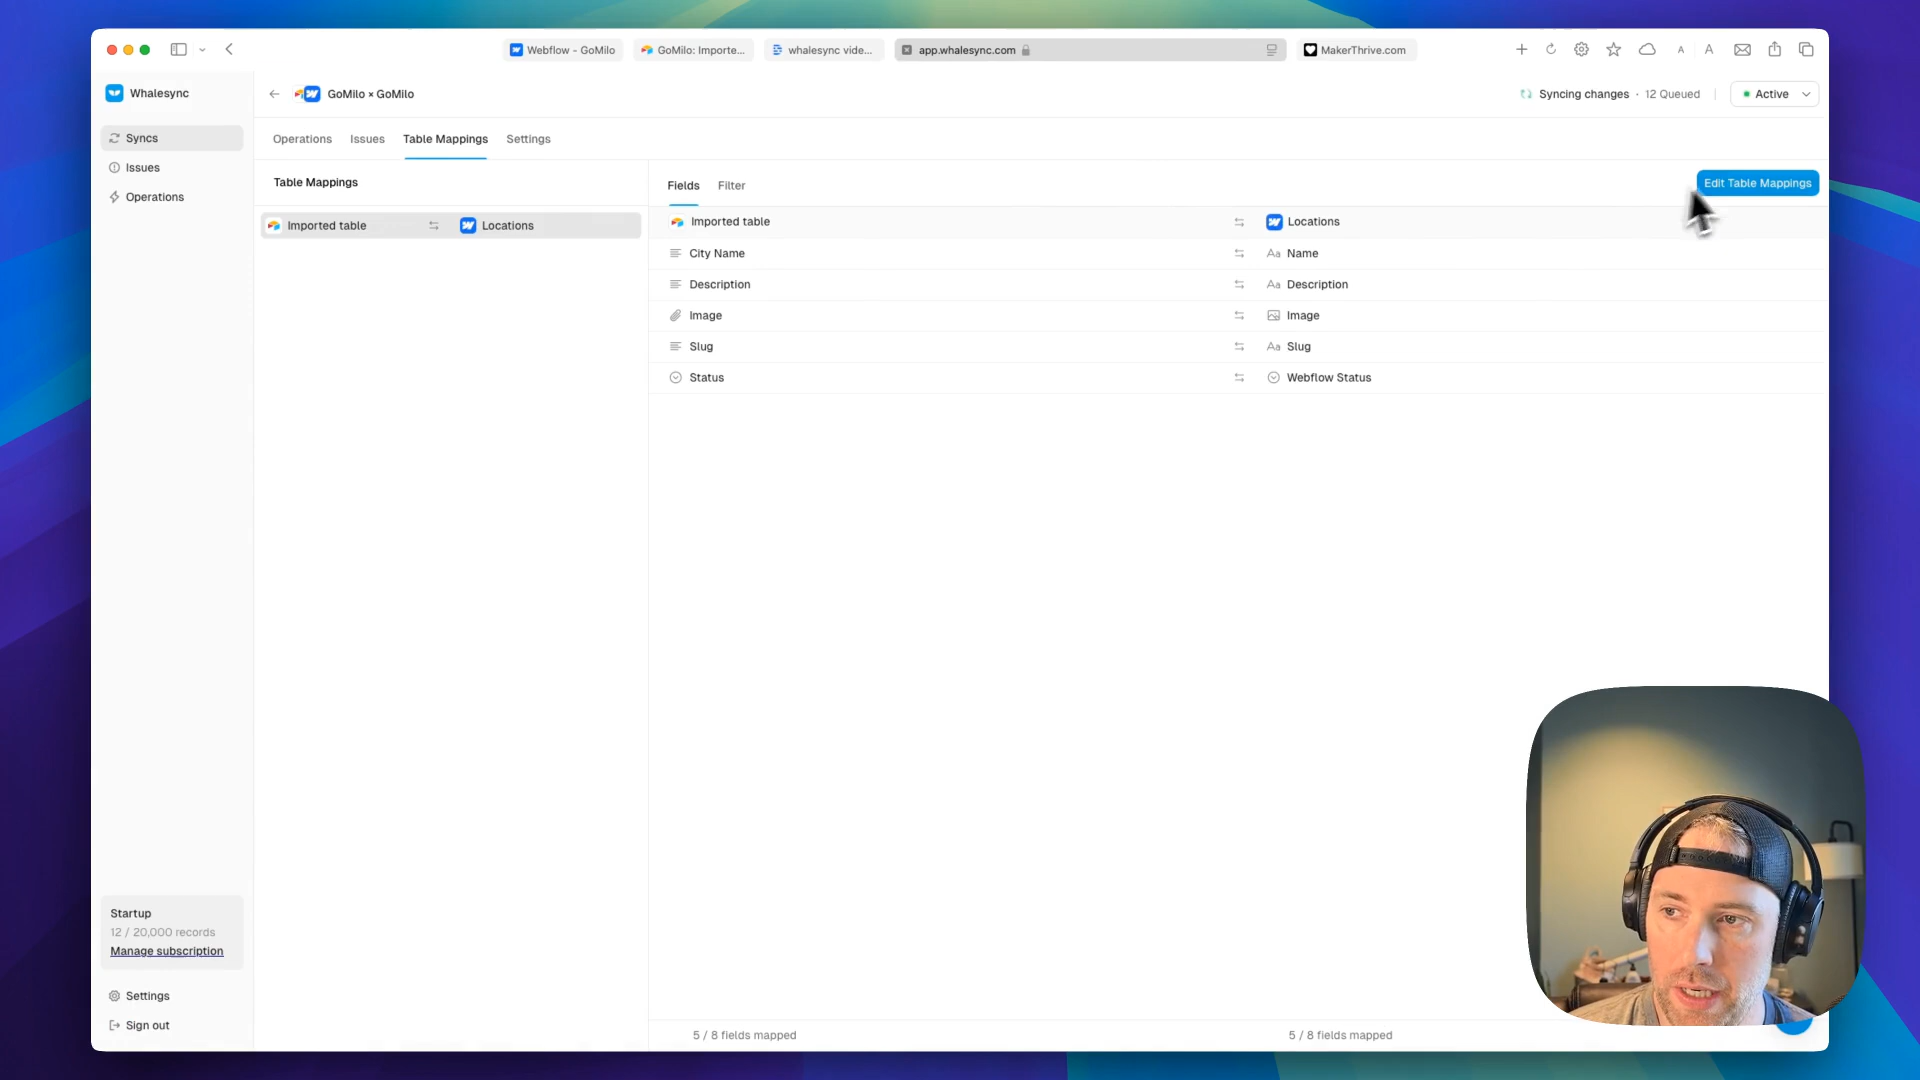 Webflow - GoMilo
GoMilo: Importe...
whalesync vide...
app.whalesync.com
MakerThrive.com
A
A
Whalesync
GoMilo × GoMilo
Syncing changes · 12 Queued
Active
Syncs
Issues
Operations
Operations
Issues
Table Mappings
Settings
Table Mappings
Imported table
Locations
Fields
Filter
Edit Table Mappings
Imported table
Locations
City Name
Aa Name
Description
Aa Description
Image
Image
Slug
Aa Slug
Status
Webflow Status
Startup
12 / 20,000 records
Manage subscription
Settings
Sign out
5 / 8 fields mapped
5 / 8 fields mapped